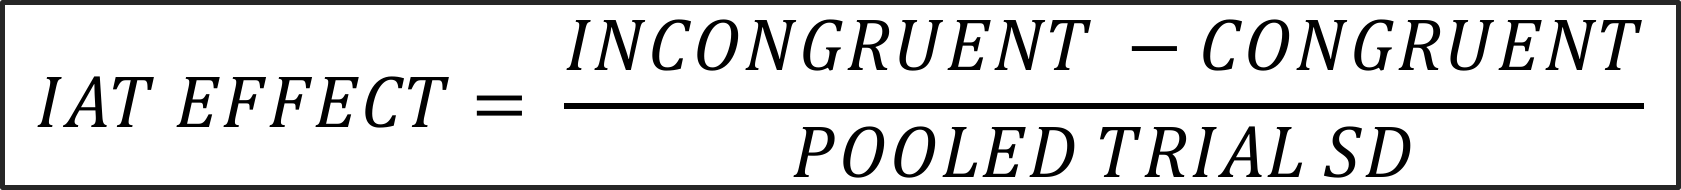 IAT EFFECT = INCONGRUENT − CONGRUENT
POOLED TRIAL SD